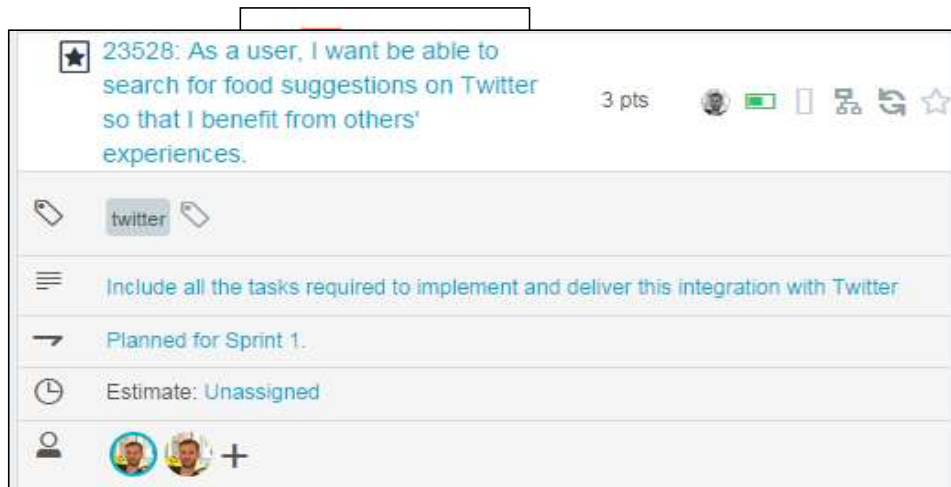 23528: As a user, I want be able to
search for food suggestions on Twitter
so that I benefit from others'
experiences.
3 pts
twitter
Include all the tasks required to implement and deliver this integration with Twitter
Planned for Sprint 1.
Estimate: Unassigned